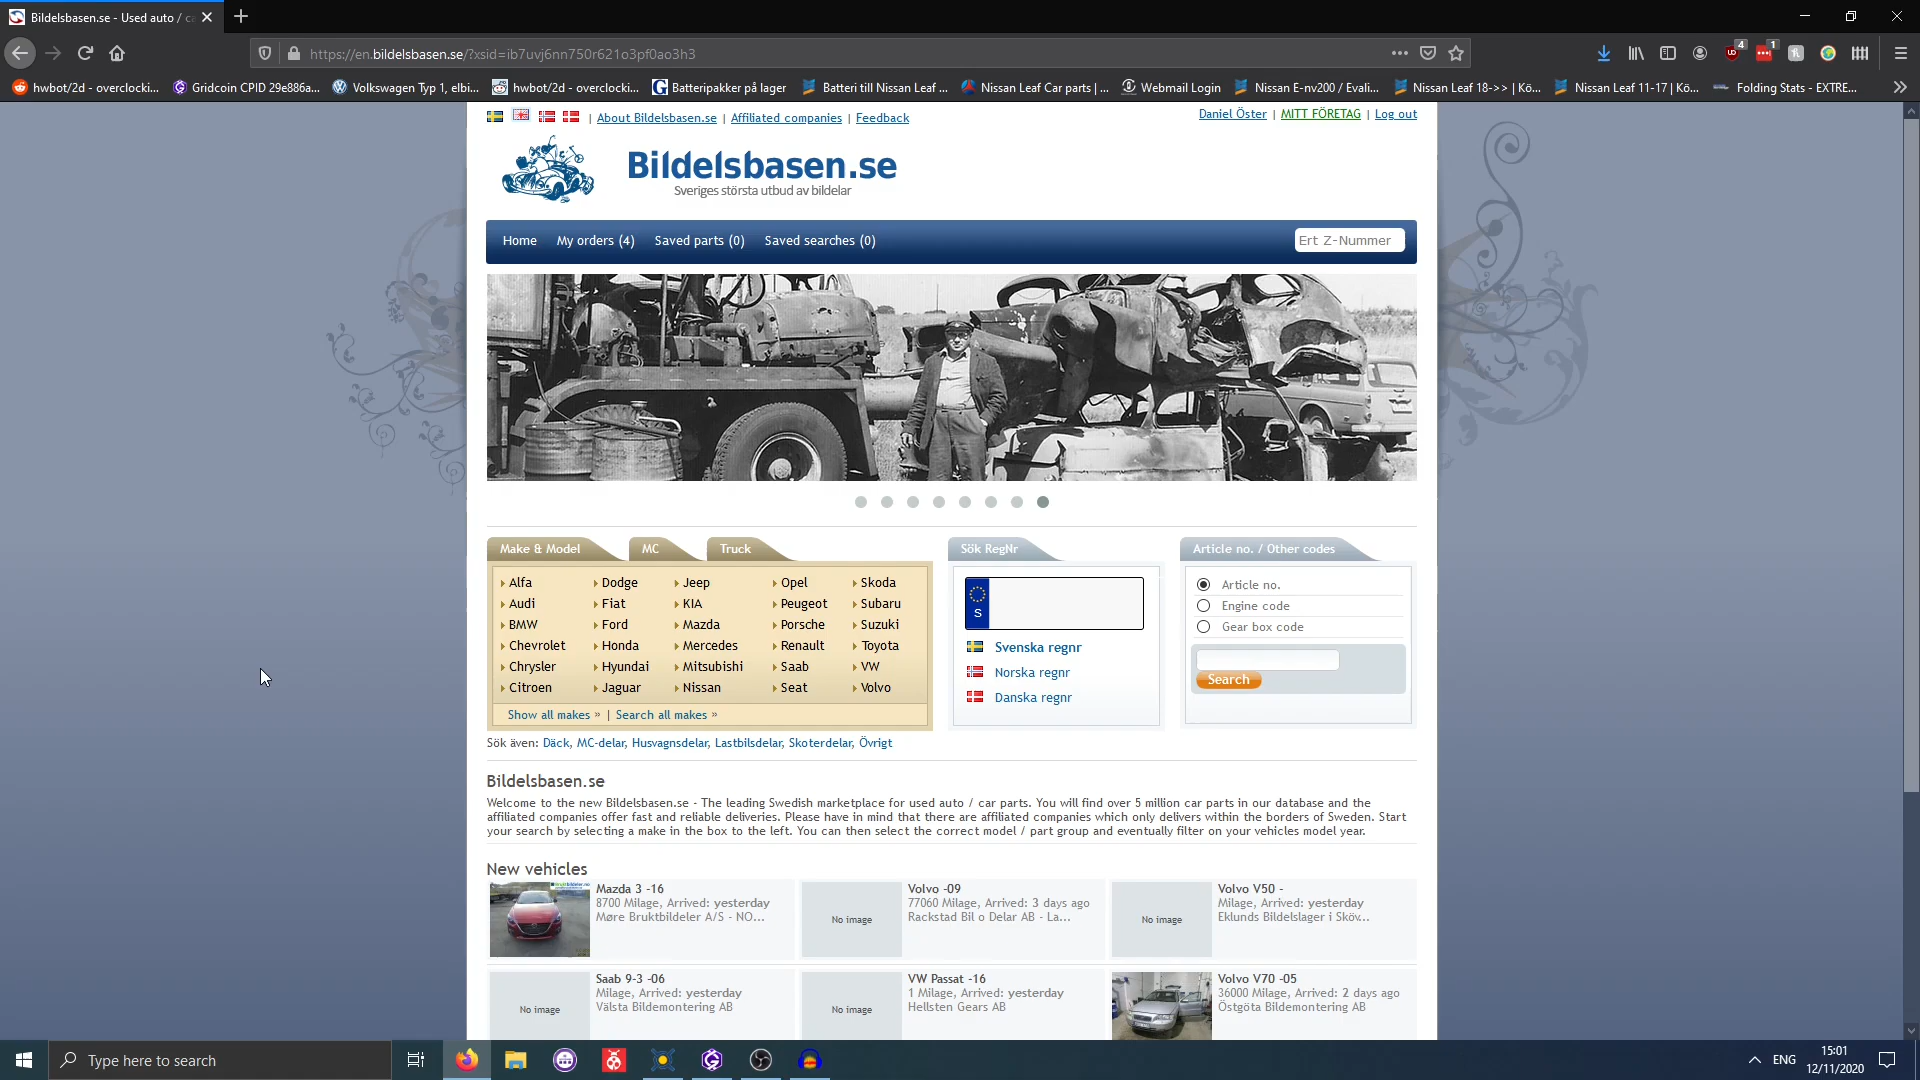 Bildelsbasen.se - Used auto / ca
https://en.bildelsbasen.se/?xsid=ib7uvj6nn750r621o3pf0ao3h3
4
1
hwbot/2d - overclocki...
Gridcoin CPID 29e886a...
Volkswagen Typ 1, elbi...
hwbot/2d - overclocki...
Batteripakker på lager
Batteri till Nissan Leaf ...
Nissan Leaf Car parts | ...
Webmail Login
Nissan E-nv200 / Evali...
Nissan Leaf 18->> | Kö...
Nissan Leaf 11-17 | Kö...
Folding Stats - EXTRE...
| About Bildelsbasen.se | Affiliated companies | Feedback
Daniel Öster | MITT FÖRETAG | Log out
Bildelsbasen.se
Sveriges största utbud av bildelar
Home My orders (4) Saved parts (0) Saved searches (0)
Ert Z-Nummer
Make & Model MC Truck
Alfa Dodge Jeep Opel Skoda
Audi Fiat KIA Peugeot Subaru
BMW Ford Mazda Porsche Suzuki
Chevrolet Honda Mercedes Renault Toyota
Chrysler Hyundai Mitsubishi Saab VW
Citroen Jaguar Nissan Seat Volvo
Show all makes » | Search all makes »
Sök RegNr
S
Svenska regnr
Norska regnr
Danska regnr
Article no. / Other codes
Article no.
Engine code
Gear box code
Search
Sök även: Däck, MC-delar, Husvagnsdelar, Lastbilsdelar, Skoterdelar, Övrigt
Bildelsbasen.se
Welcome to the new Bildelsbasen.se - The leading Swedish marketplace for used auto / car parts. You will find over 5 million car parts in our database and the
affiliated companies offer fast and reliable deliveries. Please have in mind that there are affiliated companies which only delivers within the borders of Sweden. Start
your search by selecting a make in the box to the left. You can then select the correct model / part group and eventually filter on your vehicles model year.
New vehicles
Mazda 3 -16
8700 Milage, Arrived: yesterday
Møre Bruktbildeler A/S - NO...
No image
Volvo -09
77060 Milage, Arrived: 3 days ago
Rackstad Bil o Delar AB - La...
No image
Volvo V50 -
Milage, Arrived: yesterday
Eklunds Bildelslager i Sköv...
No image
Saab 9-3 -06
Milage, Arrived: yesterday
Välsta Bildemontering AB
No image
VW Passat -16
1 Milage, Arrived: yesterday
Hellsten Gears AB
Volvo V70 -05
36000 Milage, Arrived: 2 days ago
Östgöta Bildemontering AB
Type here to search
ENG
15:01
12/11/2020